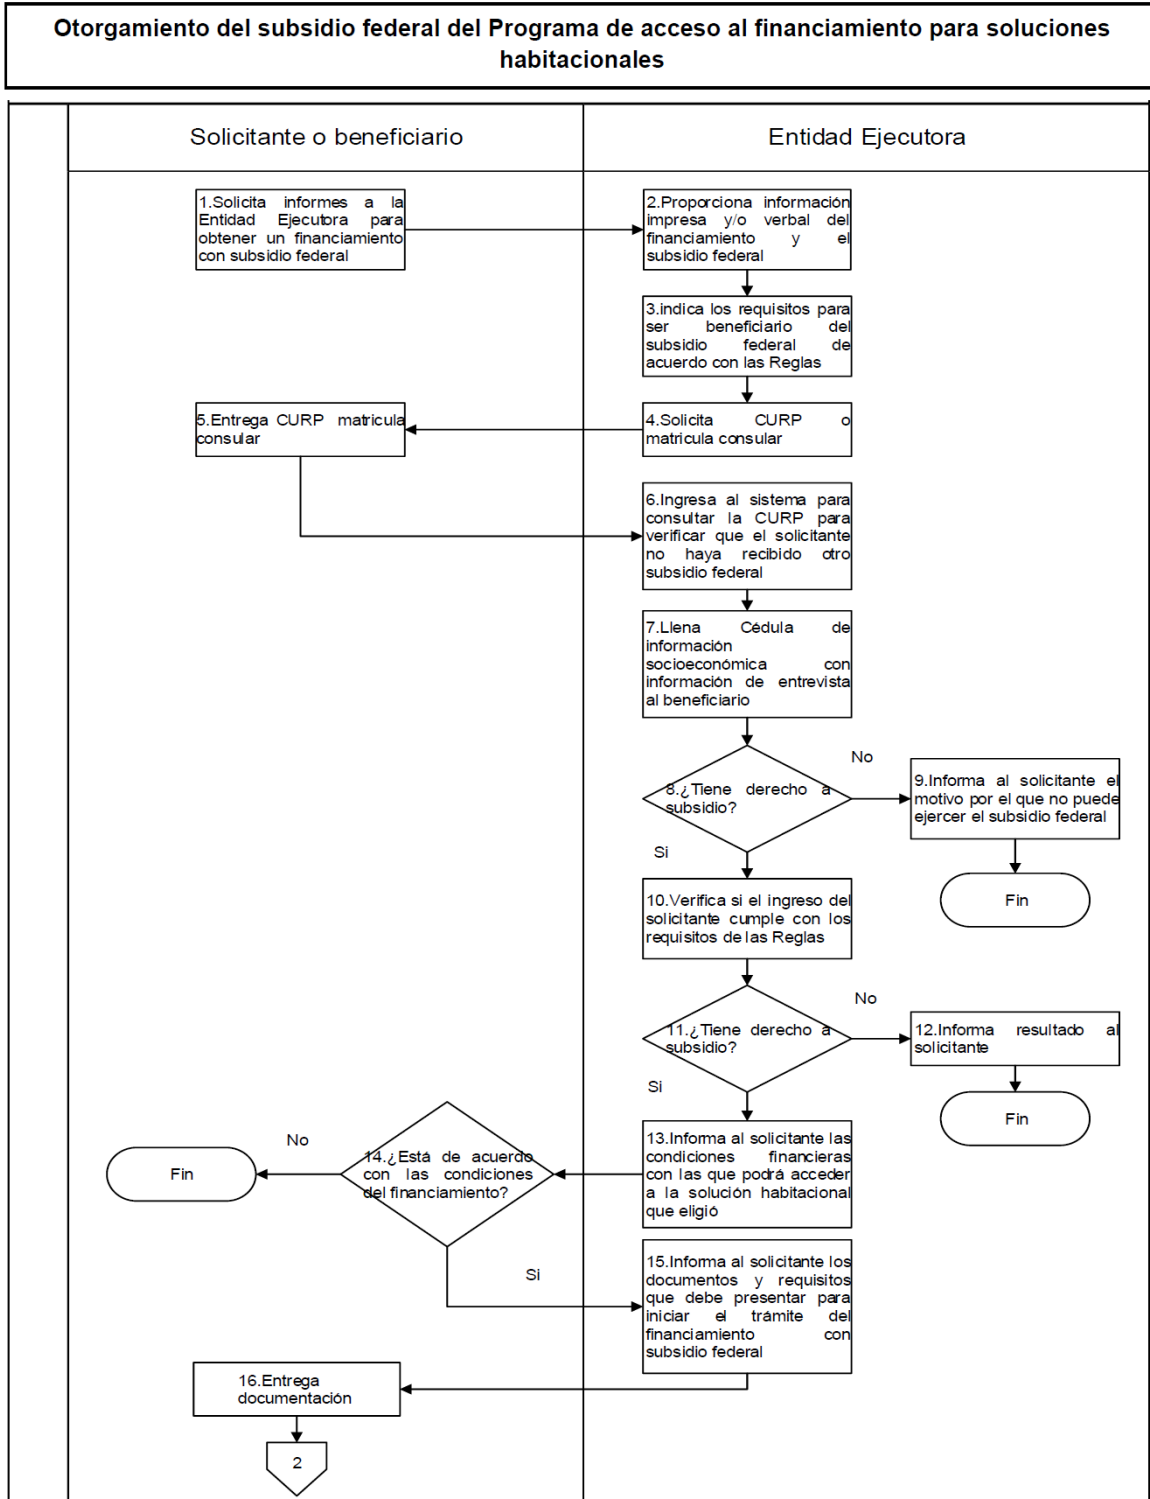 Otorgamiento del subsidio federal del Programa de acceso al financiamiento para soluciones
habitacionales
Solicitante o beneficiario
Entidad Ejecutora
1.Solicita informes a la
Entidad Ejecutora para
obtener un financiamiento
con subsidio federal
2.Proporciona información
impresa y/o verbal del
financiamiento y el
subsidio federal
3.indica los requisitos para
ser beneficiario del
subsidio federal de
acuerdo con las Reglas
4.Solicita CURP o
matricula consular
5.Entrega CURP matricula
consular
6.Ingresa al sistema para
consultar la CURP para
verificar que el solicitante
no haya recibido otro
subsidio federal
7.Llena Cédula de
información
socioeconómica con
información de entrevista
al beneficiario
8.¿Tiene derecho a
subsidio?
No
9.Informa al solicitante el
motivo por el que no puede
ejercer el subsidio federal
Fin
Si
10.Verifica si el ingreso del
solicitante cumple con los
requisitos de las Reglas
11.¿Tiene derecho a
subsidio?
No
12.Informa resultado al
solicitante
Fin
Si
13.Informa al solicitante las
condiciones financieras
con las que podrá acceder
a la solución habitacional
que eligió
14.¿Está de acuerdo
con las condiciones
del financiamiento?
No
Fin
Si
15.Informa al solicitante los
documentos y requisitos
que debe presentar para
iniciar el trámite del
financiamiento con
subsidio federal
16.Entrega
documentación
2